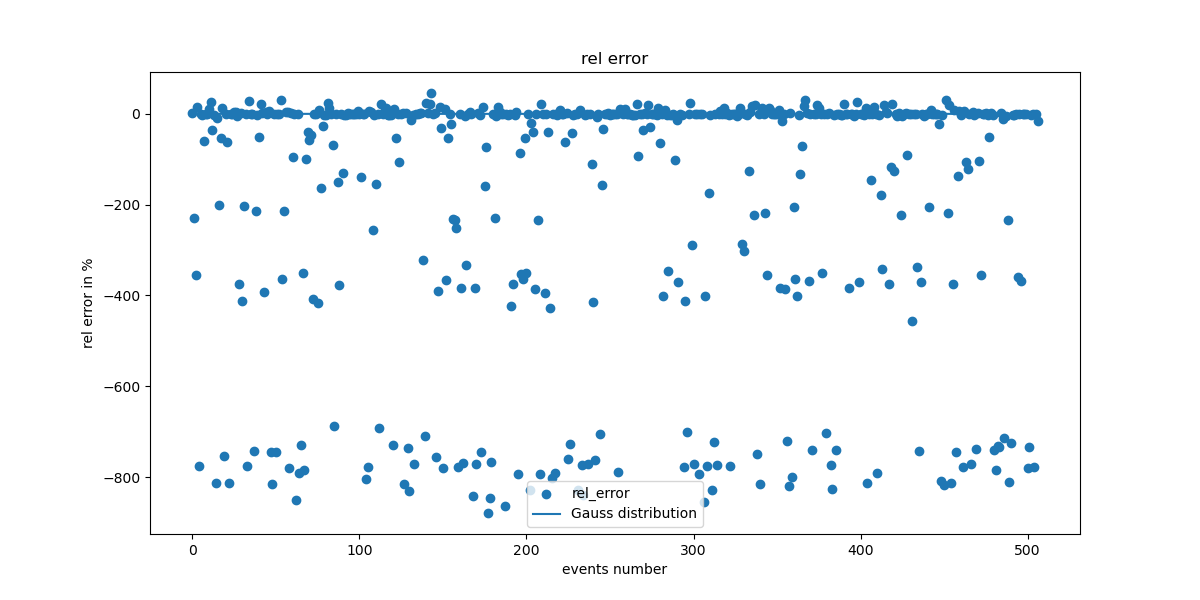 rel error
0
−200
−400
−600
−800
rel error in %
rel_error
Gauss distribution
0 100 200 300 400 500
events number